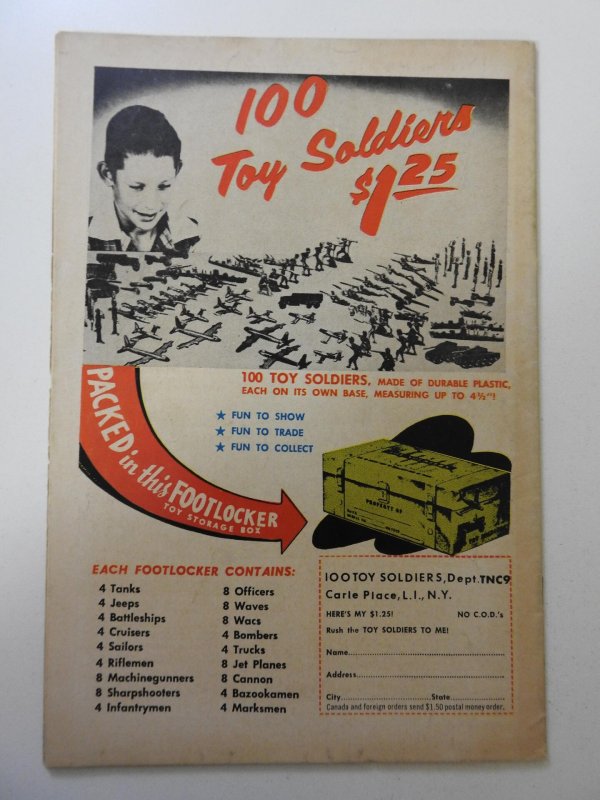 100
Toy Soldiers
$1.25
100 TOY SOLDIERS, MADE OF DURABLE PLASTIC,
EACH ON ITS OWN BASE, MEASURING UP TO 4½"!
★ FUN TO SHOW
★ FUN TO TRADE
★ FUN TO COLLECT
PACKED in this FOOTLOCKER
TOY STORAGE BOX
PROPERTY OF
EACH FOOTLOCKER CONTAINS:
4 Tanks
4 Jeeps
4 Battleships
4 Cruisers
4 Sailors
4 Riflemen
8 Machinegunners
8 Sharpshooters
4 Infantrymen
8 Officers
8 Waves
8 Wacs
4 Bombers
4 Trucks
8 Jet Planes
8 Cannon
4 Bazookamen
4 Marksmen
100 TOY SOLDIERS, Dept. TNC9
Carle Place, L.I., N.Y.
HERE'S MY $1.25! NO C.O.D.'s
Rush the TOY SOLDIERS TO ME!
Name
Address
City State
Canada and foreign orders send $1.50 postal money order.